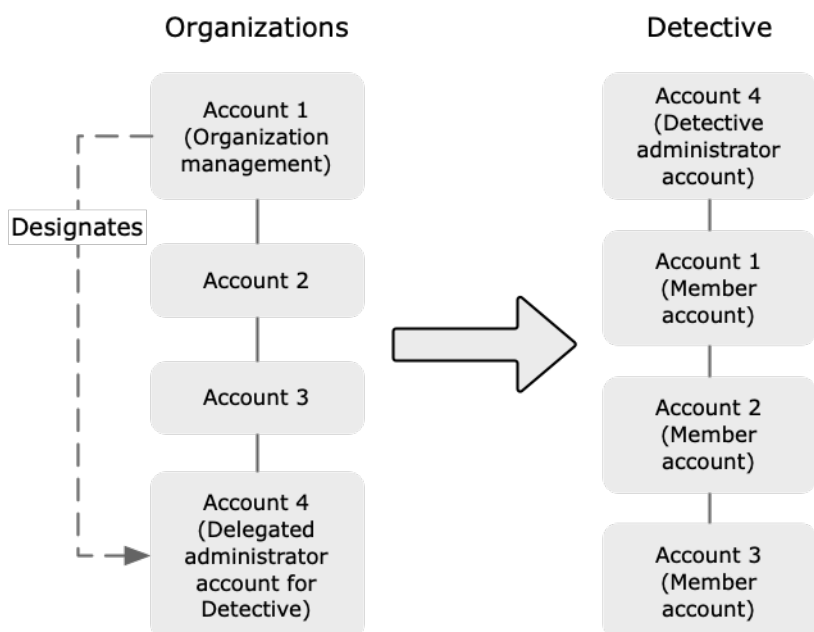 Organizations
Account 1
(Organization
management)
Designates
Account 2
Account 3
Account 4
(Delegated
administrator
account for
Detective)
Detective
Account 4
(Detective
administrator
account)
Account 1
(Member
account)
Account 2
(Member
account)
Account 3
(Member
account)